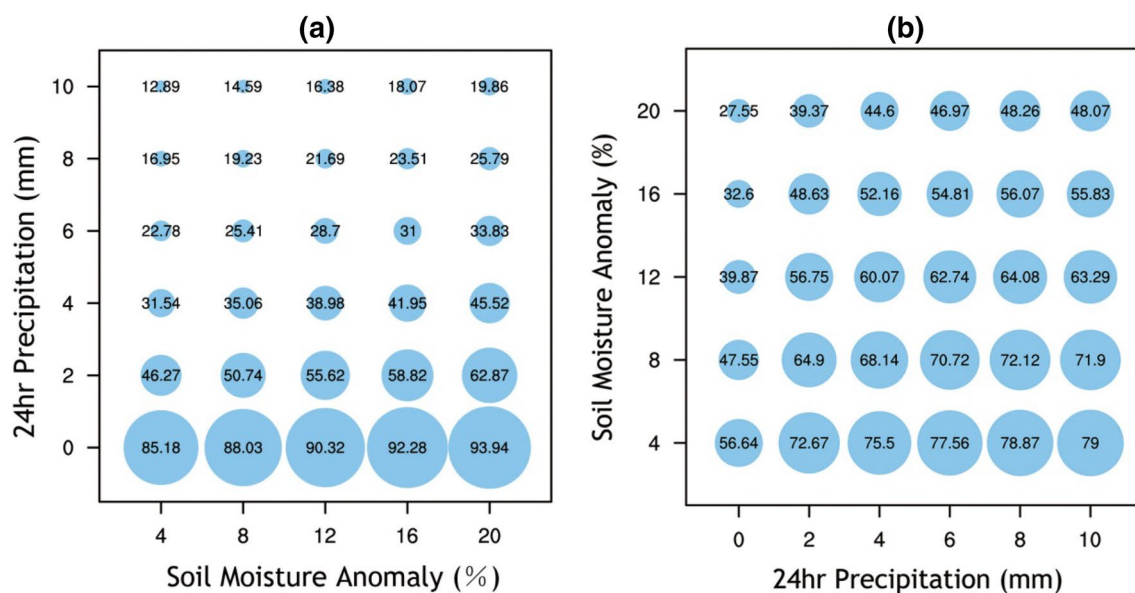 (a)
24hr Precipitation (mm)
10 12.89 14.59 16.38 18.07 19.86
8 16.95 19.23 21.69 23.51 25.79
6 22.78 25.41 28.7 31 33.83
4 31.54 35.06 38.98 41.95 45.52
2 46.27 50.74 55.62 58.82 62.87
0 85.18 88.03 90.32 92.28 93.94
4 8 12 16 20
Soil Moisture Anomaly (%)
(b)
Soil Moisture Anomaly (%)
20 27.55 39.37 44.6 46.97 48.26 48.07
16 32.6 48.63 52.16 54.81 56.07 55.83
12 39.87 56.75 60.07 62.74 64.08 63.29
8 47.55 64.9 68.14 70.72 72.12 71.9
4 56.64 72.67 75.5 77.56 78.87 79
0 2 4 6 8 10
24hr Precipitation (mm)